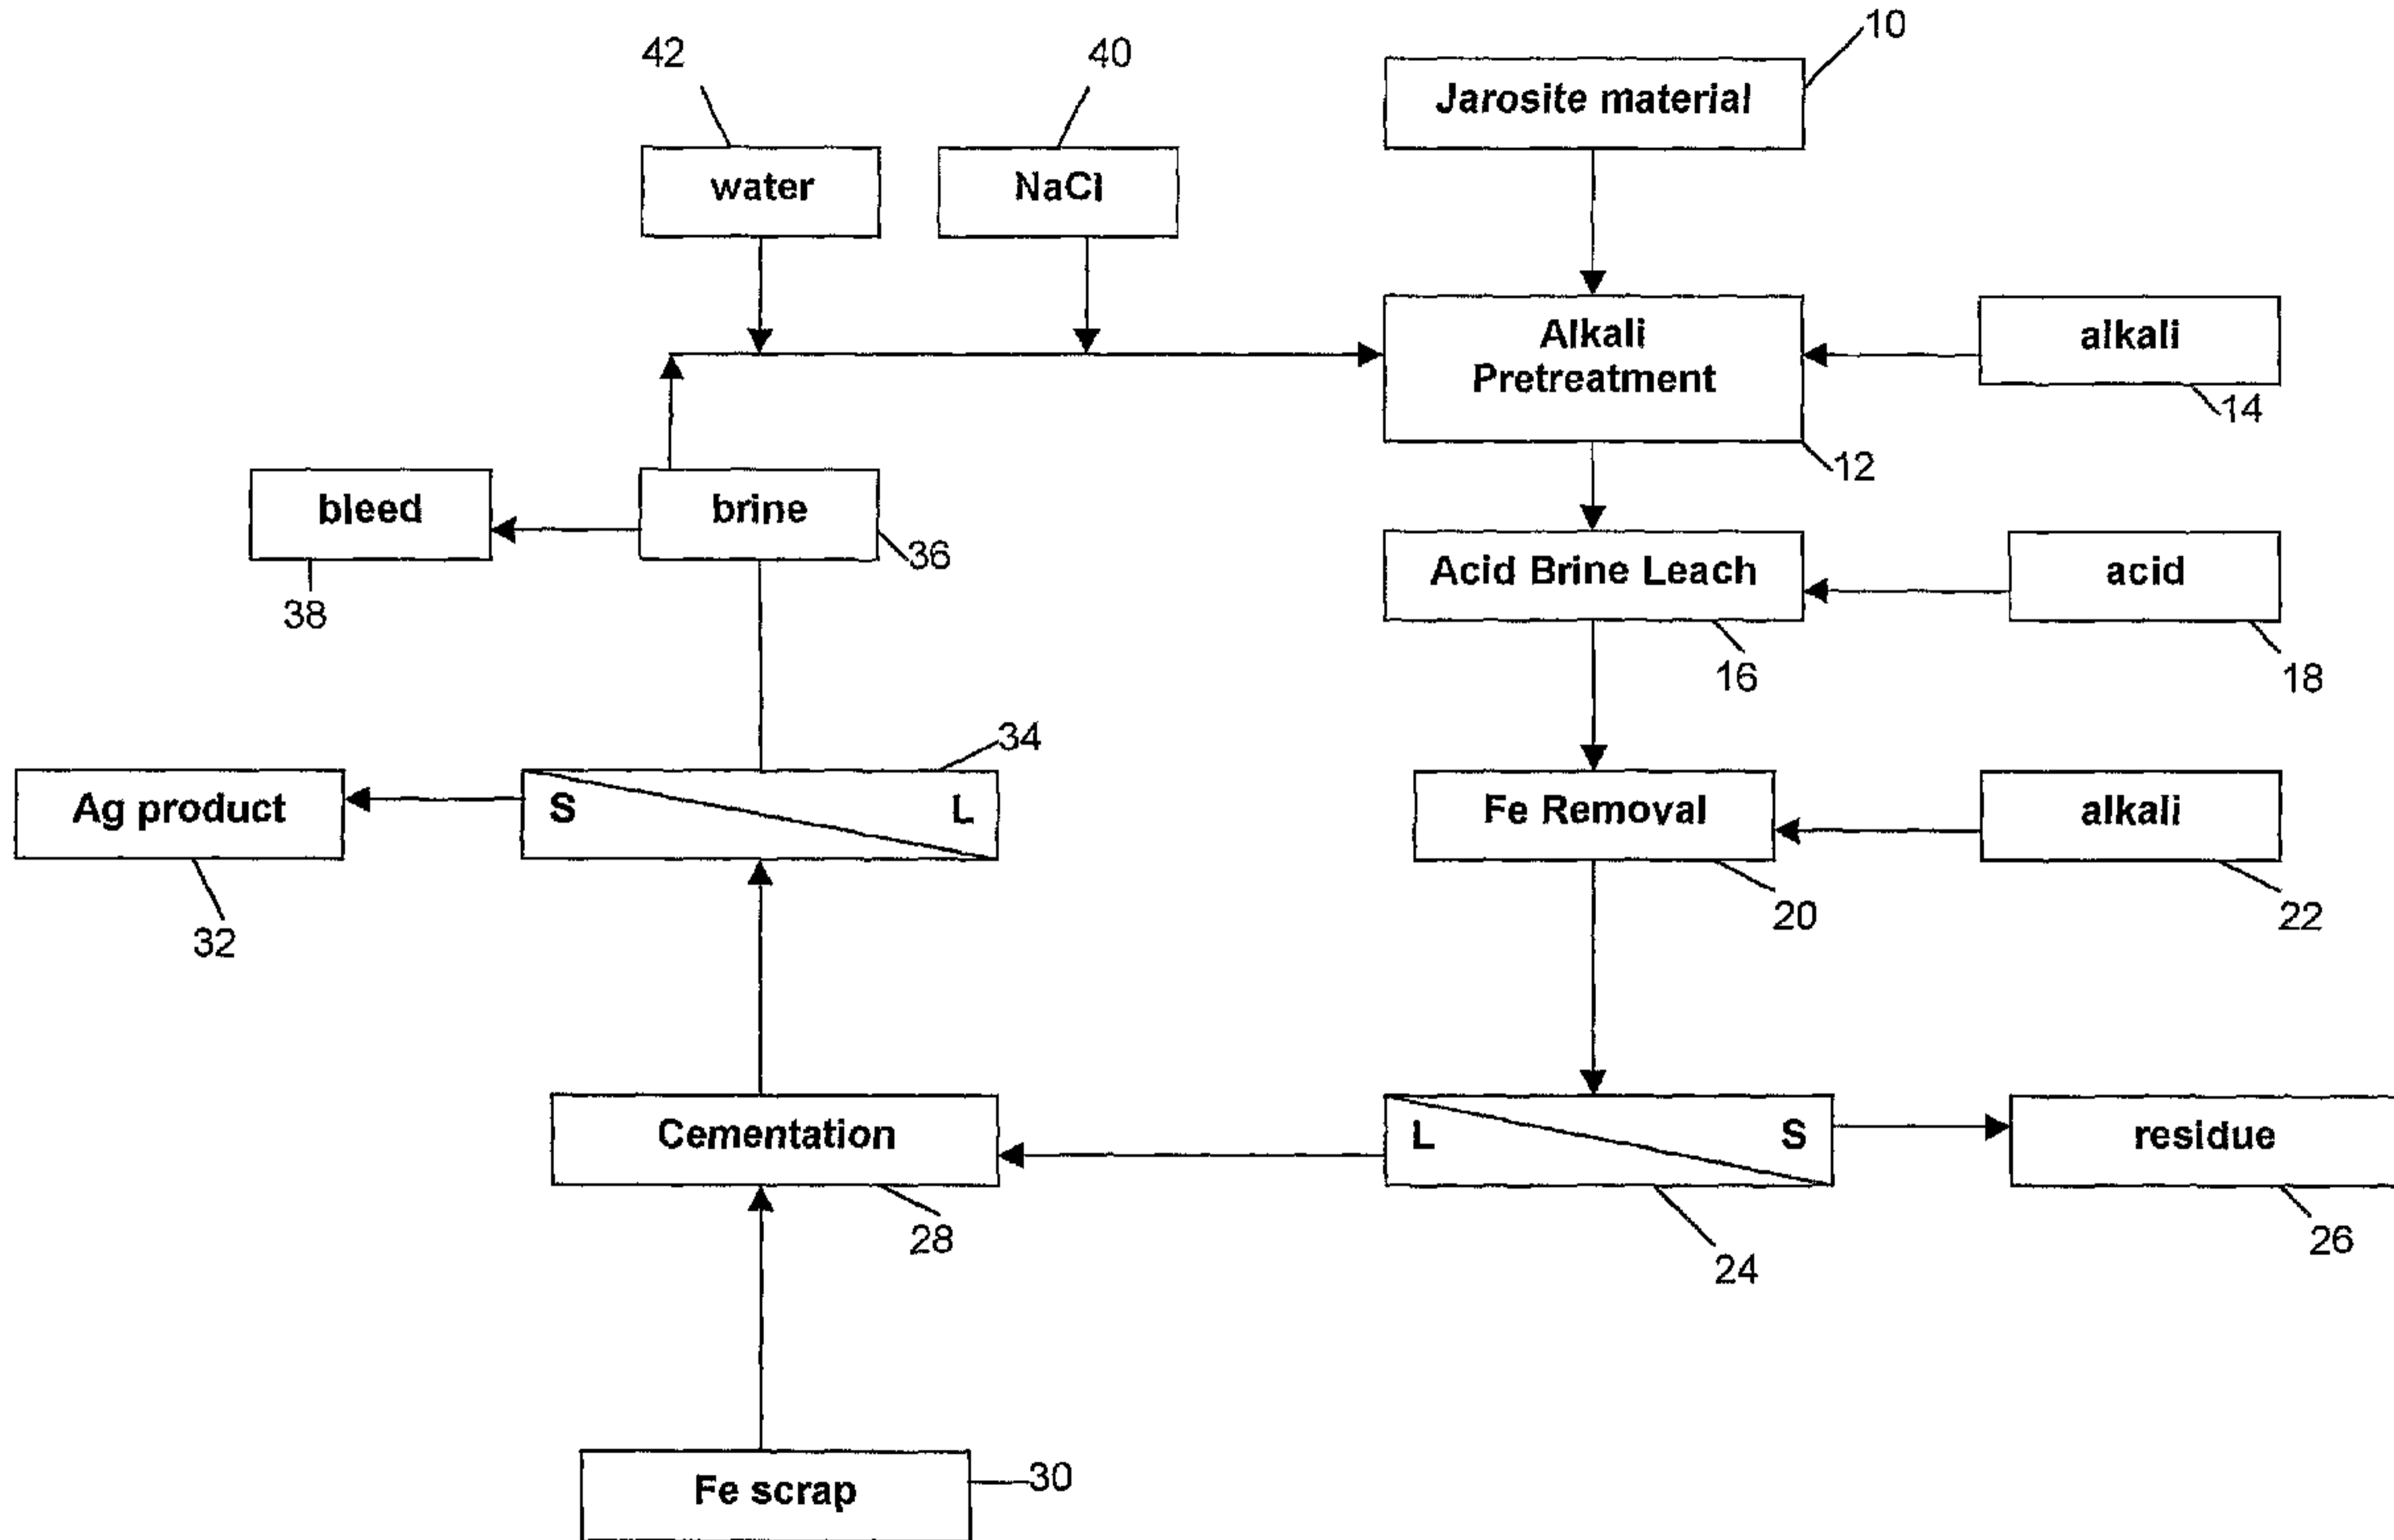 10
42
40
Jarosite material
water
NaCl
Alkali
Pretreatment
alkali
14
12
bleed
brine
36
38
Acid Brine Leach
acid
16
18
34
Ag product
S
L
Fe Removal
alkali
32
20
22
Cementation
L
S
residue
28
24
26
Fe scrap
30